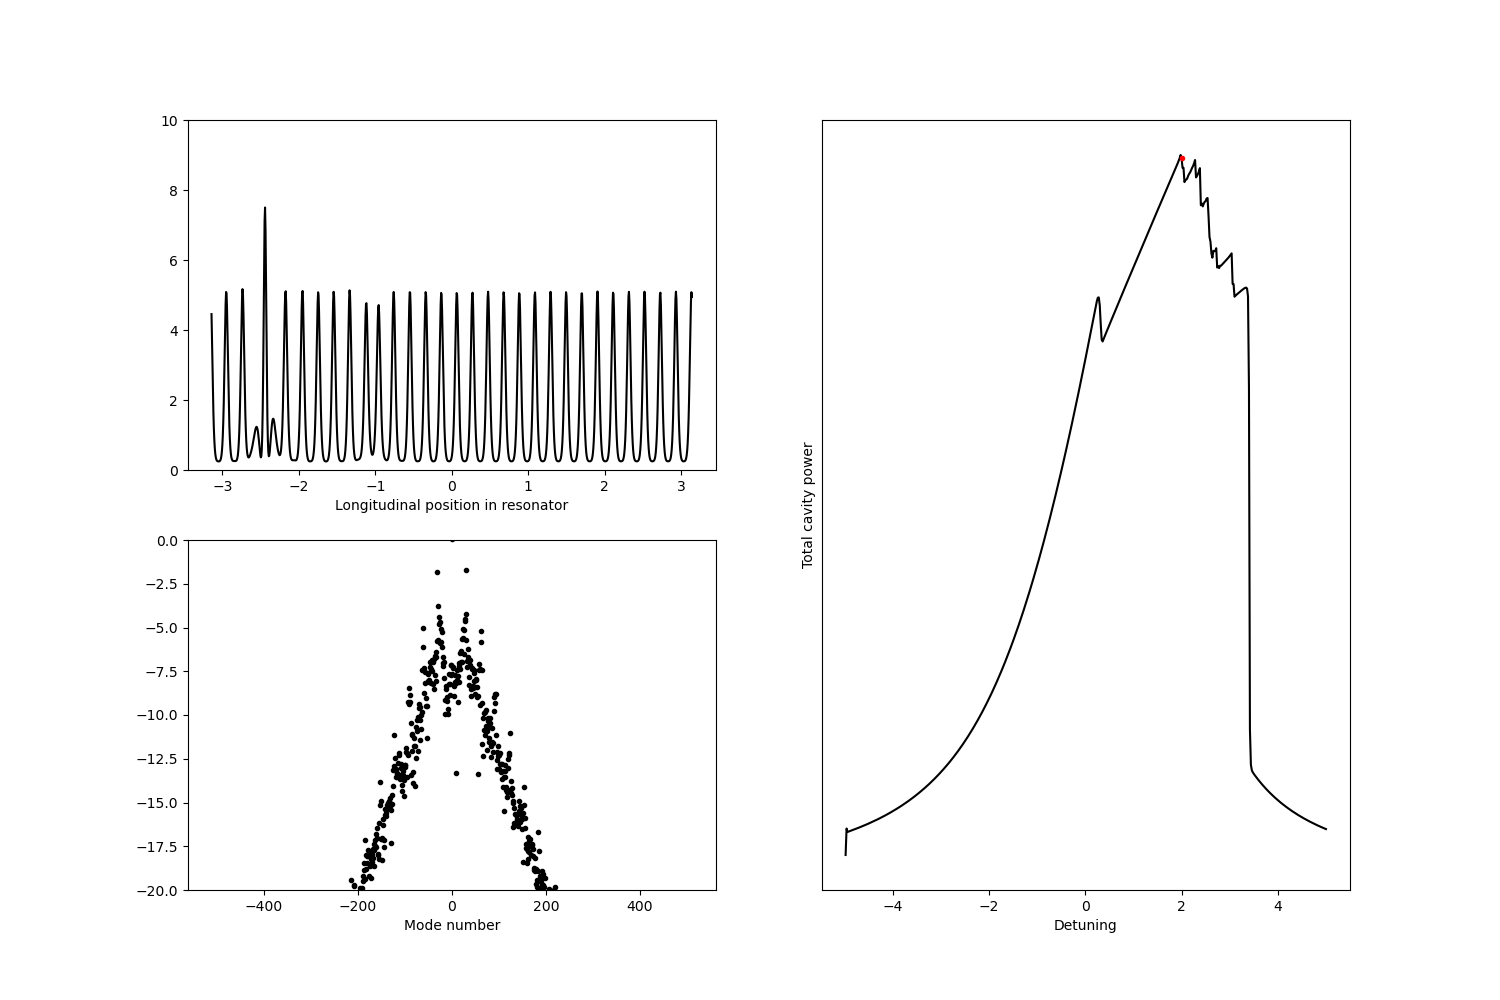 10
8
6
4
2
0
−3 −2 −1 0 1 2 3
Longitudinal position in resonator
0.0
−2.5
−5.0
−7.5
−10.0
−12.5
−15.0
−17.5
−20.0
−400 −200 0 200 400
Mode number
Total cavity power
−4 −2 0 2 4
Detuning